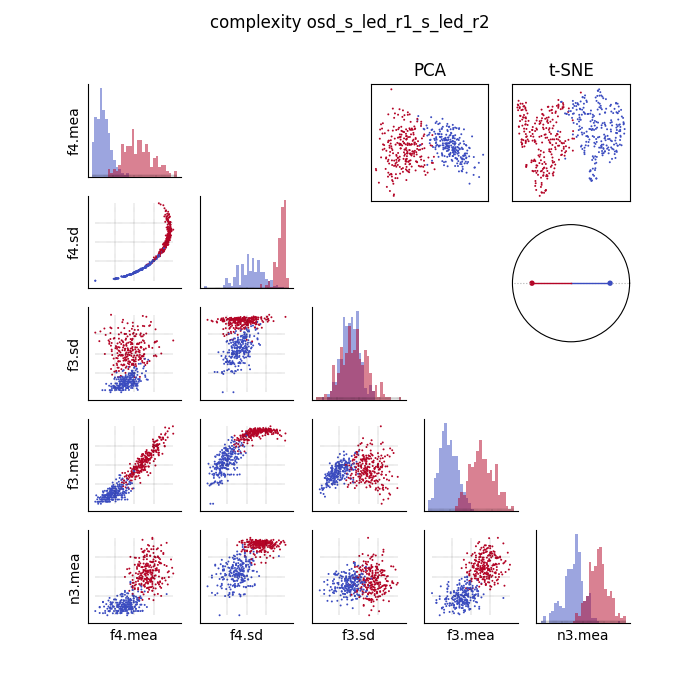 complexity osd_s_led_r1_s_led_r2
PCA
t-SNE
f4.mea
f4.sd
f3.sd
f3.mea
n3.mea
f4.mea
f4.sd
f3.sd
f3.mea
n3.mea